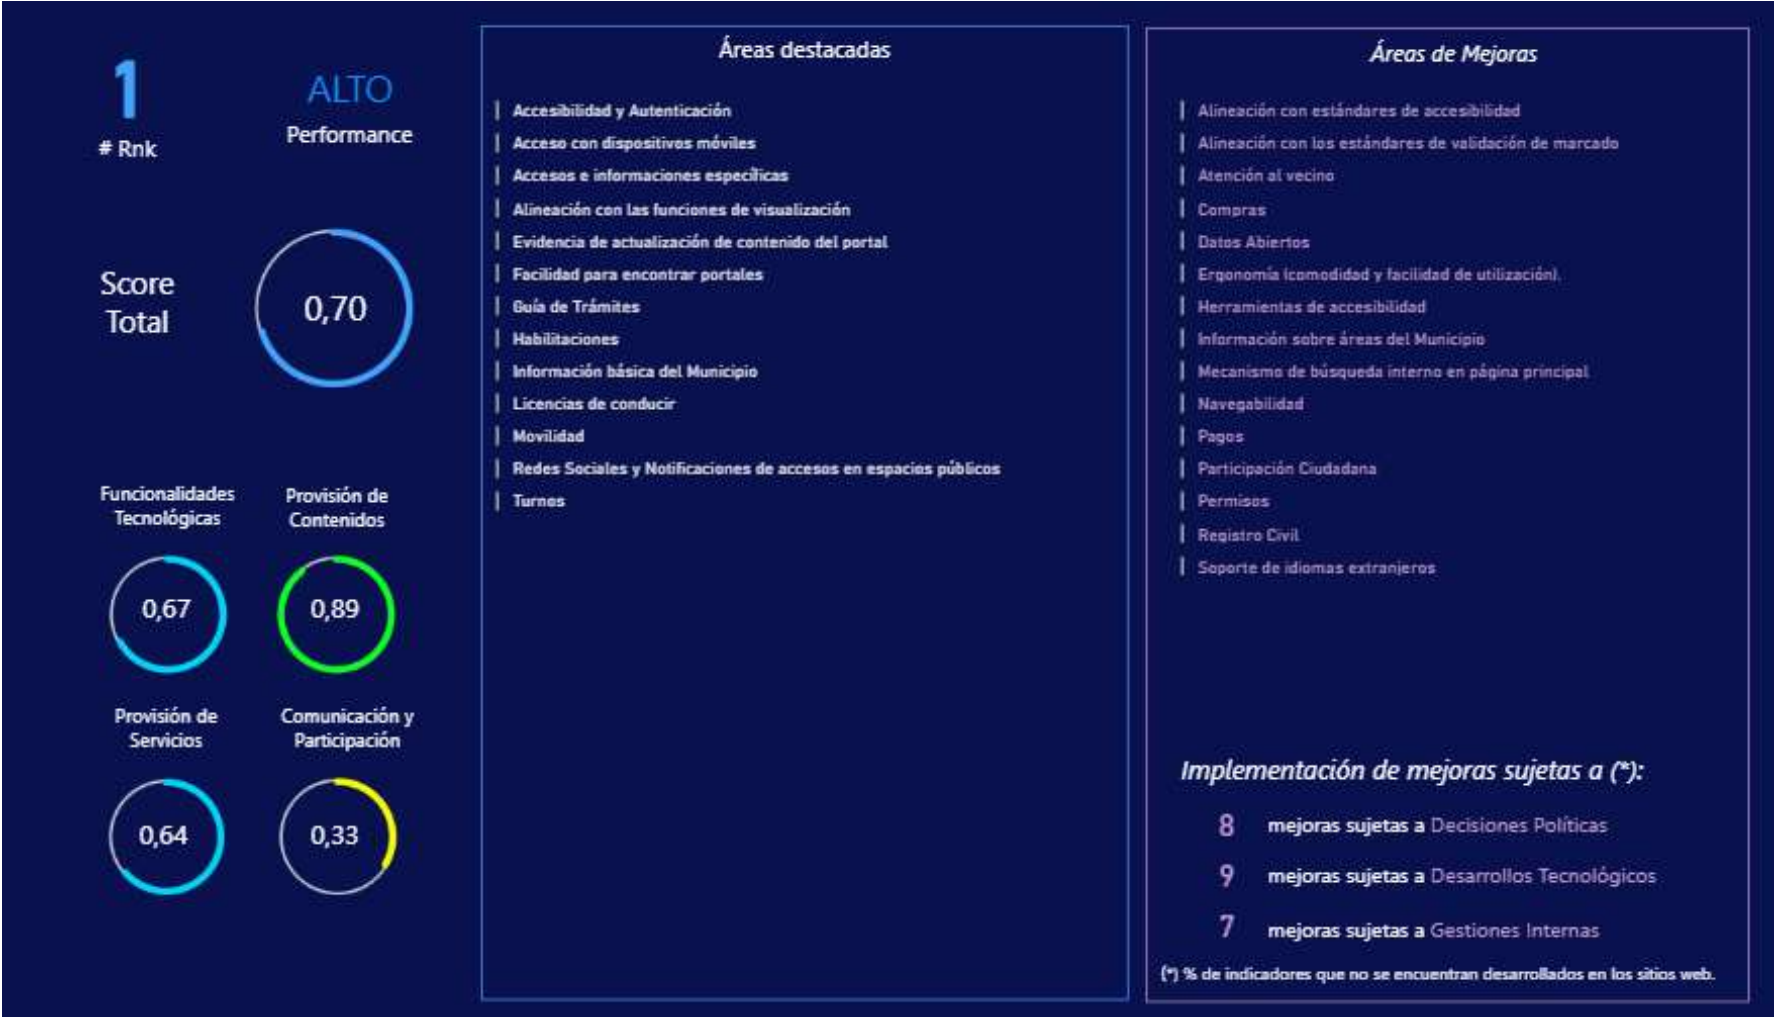 1
# Rnk
ALTO
Performance
Score
Total
0,70
Funcionalidades
Tecnológicas
0,67
Provisión de
Contenidos
0,89
Provisión de
Servicios
0,64
Comunicación y
Participación
0,33
Áreas destacadas
Accesibilidad y Autenticación
Acceso con dispositivos móviles
Accesos e informaciones específicas
Alineación con las funciones de visualización
Evidencia de actualización de contenido del portal
Facilidad para encontrar portales
Guía de Trámites
Habilitaciones
Información básica del Municipio
Licencias de conducir
Movilidad
Redes Sociales y Notificaciones de accesos en espacios públicos
Turnos
Áreas de Mejoras
Alineación con estándares de accesibilidad
Alineación con los estándares de validación de marcado
Atención al vecino
Compras
Datos Abiertos
Ergonomía (comodidad y facilidad de utilización).
Herramientas de accesibilidad
Información sobre áreas del Municipio
Mecanismo de búsqueda interno en página principal
Navegabilidad
Pagos
Participación Ciudadana
Permisos
Registro Civil
Soporte de idiomas extranjeros
Implementación de mejoras sujetas a (*):
8 mejoras sujetas a Decisiones Políticas
9 mejoras sujetas a Desarrollos Tecnológicos
7 mejoras sujetas a Gestiones Internas
(*) % de indicadores que no se encuentran desarrollados en los sitios web.